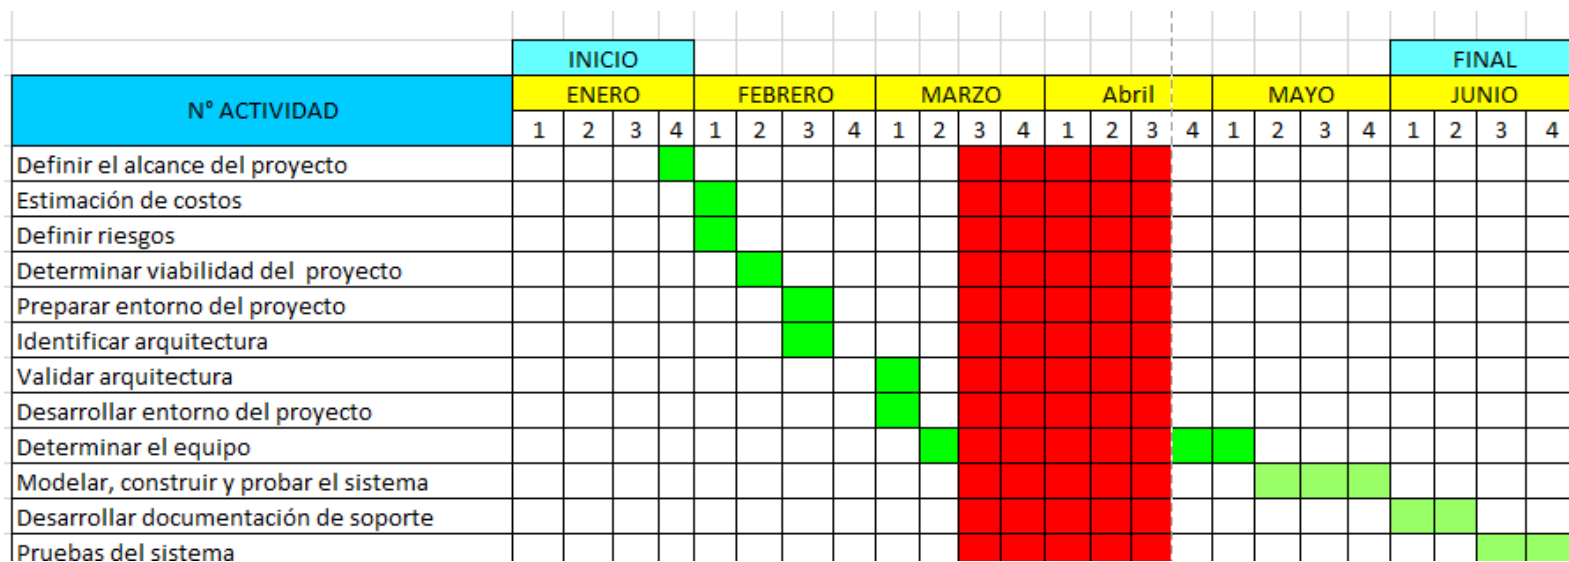 INICIO FINAL
N° ACTIVIDAD ENERO FEBRERO MARZO Abril MAYO JUNIO
1 2 3 4 1 2 3 4 1 2 3 4 1 2 3 4 1 2 3 4 1 2 3 4
Definir el alcance del proyecto
Estimación de costos
Definir riesgos
Determinar viabilidad del  proyecto
Preparar entorno del proyecto
Identificar arquitectura
Validar arquitectura
Desarrollar entorno del proyecto
Determinar el equipo
Modelar, construir y probar el sistema
Desarrollar documentación de soporte
Pruebas del sistema